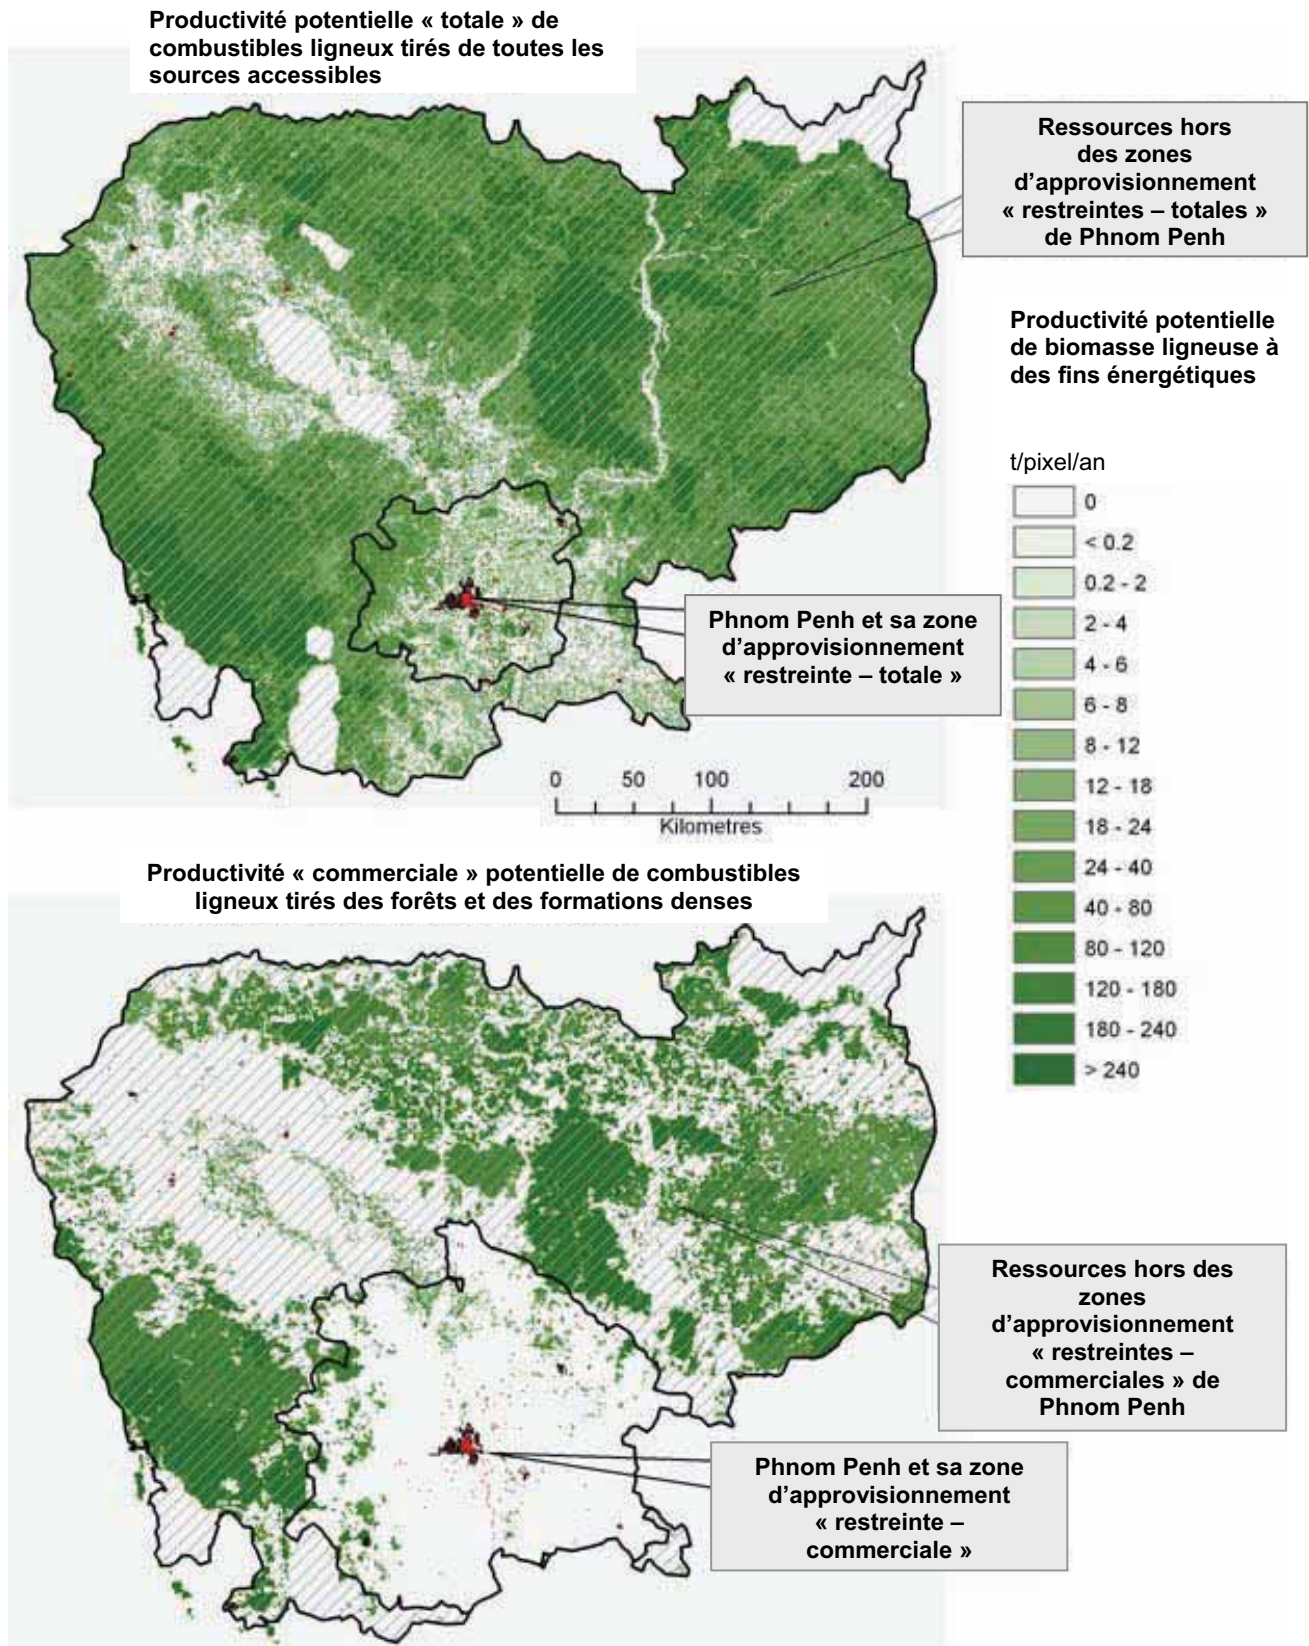 Productivité potentielle « totale » de
combustibles ligneux tirés de toutes les
sources accessibles
Ressources hors
des zones
d’approvisionnement
« restreintes – totales »
de Phnom Penh
Productivité potentielle
de biomasse ligneuse à
des fins énergétiques
t/pixel/an
0
< 0.2
0.2 - 2
2 - 4
4 - 6
6 - 8
8 - 12
12 - 18
18 - 24
24 - 40
40 - 80
80 - 120
120 - 180
180 - 240
> 240
Phnom Penh et sa zone
d’approvisionnement
« restreinte – totale »
0 50 100 200
Kilometres
Productivité « commerciale » potentielle de combustibles
ligneux tirés des forêts et des formations denses
Ressources hors des
zones
d’approvisionnement
« restreintes –
commerciales » de
Phnom Penh
Phnom Penh et sa zone
d’approvisionnement
« restreinte –
commerciale »